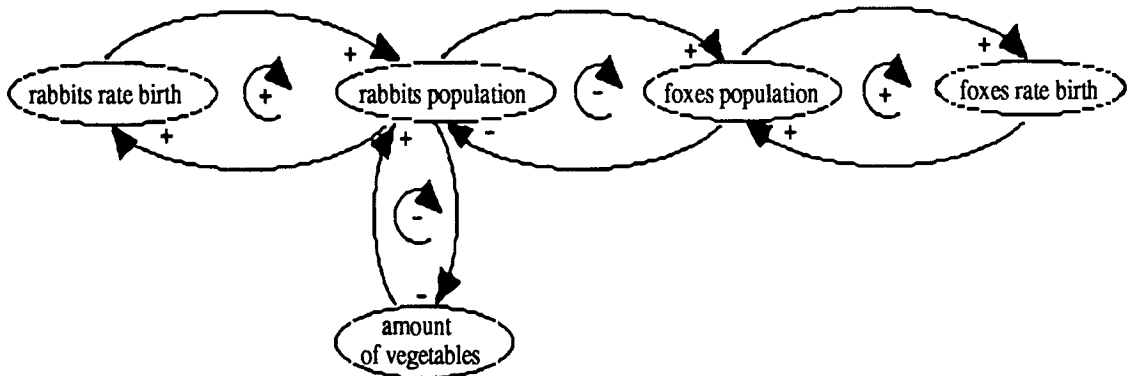 + + +
rabbits rate birth + rabbits population - foxes population + foxes rate birth
+ + - +
-
-
amount
of vegetables